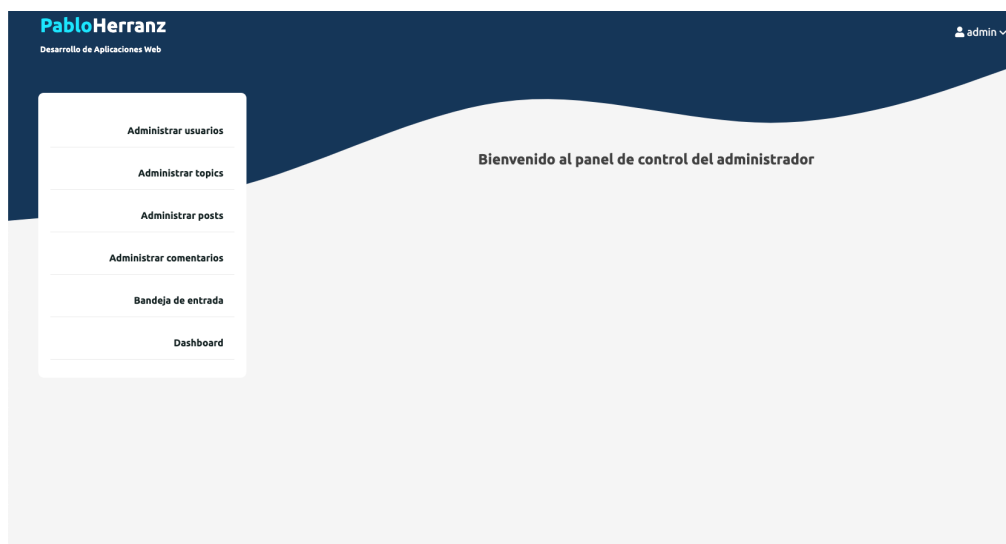 PabloHerranz
Desarrollo de Aplicaciones Web
admin
Administrar usuarios
Bienvenido al panel de control del administrador
Administrar topics
Administrar posts
Administrar comentarios
Bandeja de entrada
Dashboard